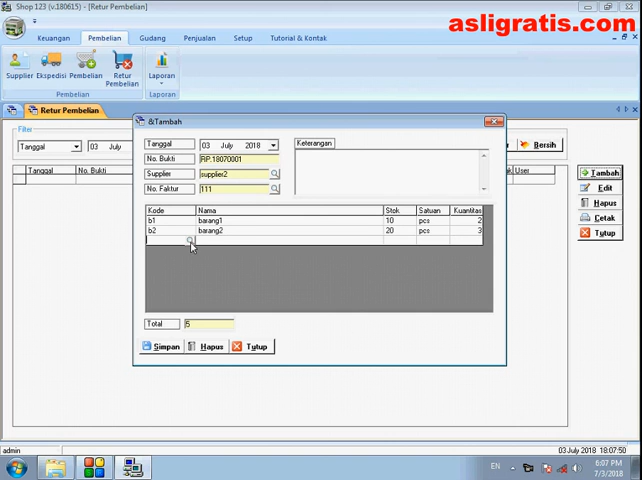 Shop 123 (v.180615) - [Retur Pembelian]
asligratis.com
Keuangan Pembelian Gudang Penjualan Setup Tutorial & Kontak
Supplier Ekspedisi Pembelian Retur Pembelian Laporan
Pembelian Laporan
Retur Pembelian
Filter
Tanggal 03 Bersih
Tanggal No. Bukti User
Tambah
Edit
Hapus
Cetak
Tutup
&Tambah
Tanggal 03 July 2018 Keterangan
No. Bukti RP.18070001
Supplier supplier2
No. Faktur 111
Kode Nama Stok Satuan Kuantitas
b1 barang1 10 pcs 2
b2 barang2 20 pcs 3
Total 5
Simpan Hapus Tutup
admin 03 July 2018 18:07:50
EN 6:07 PM
7/3/2018